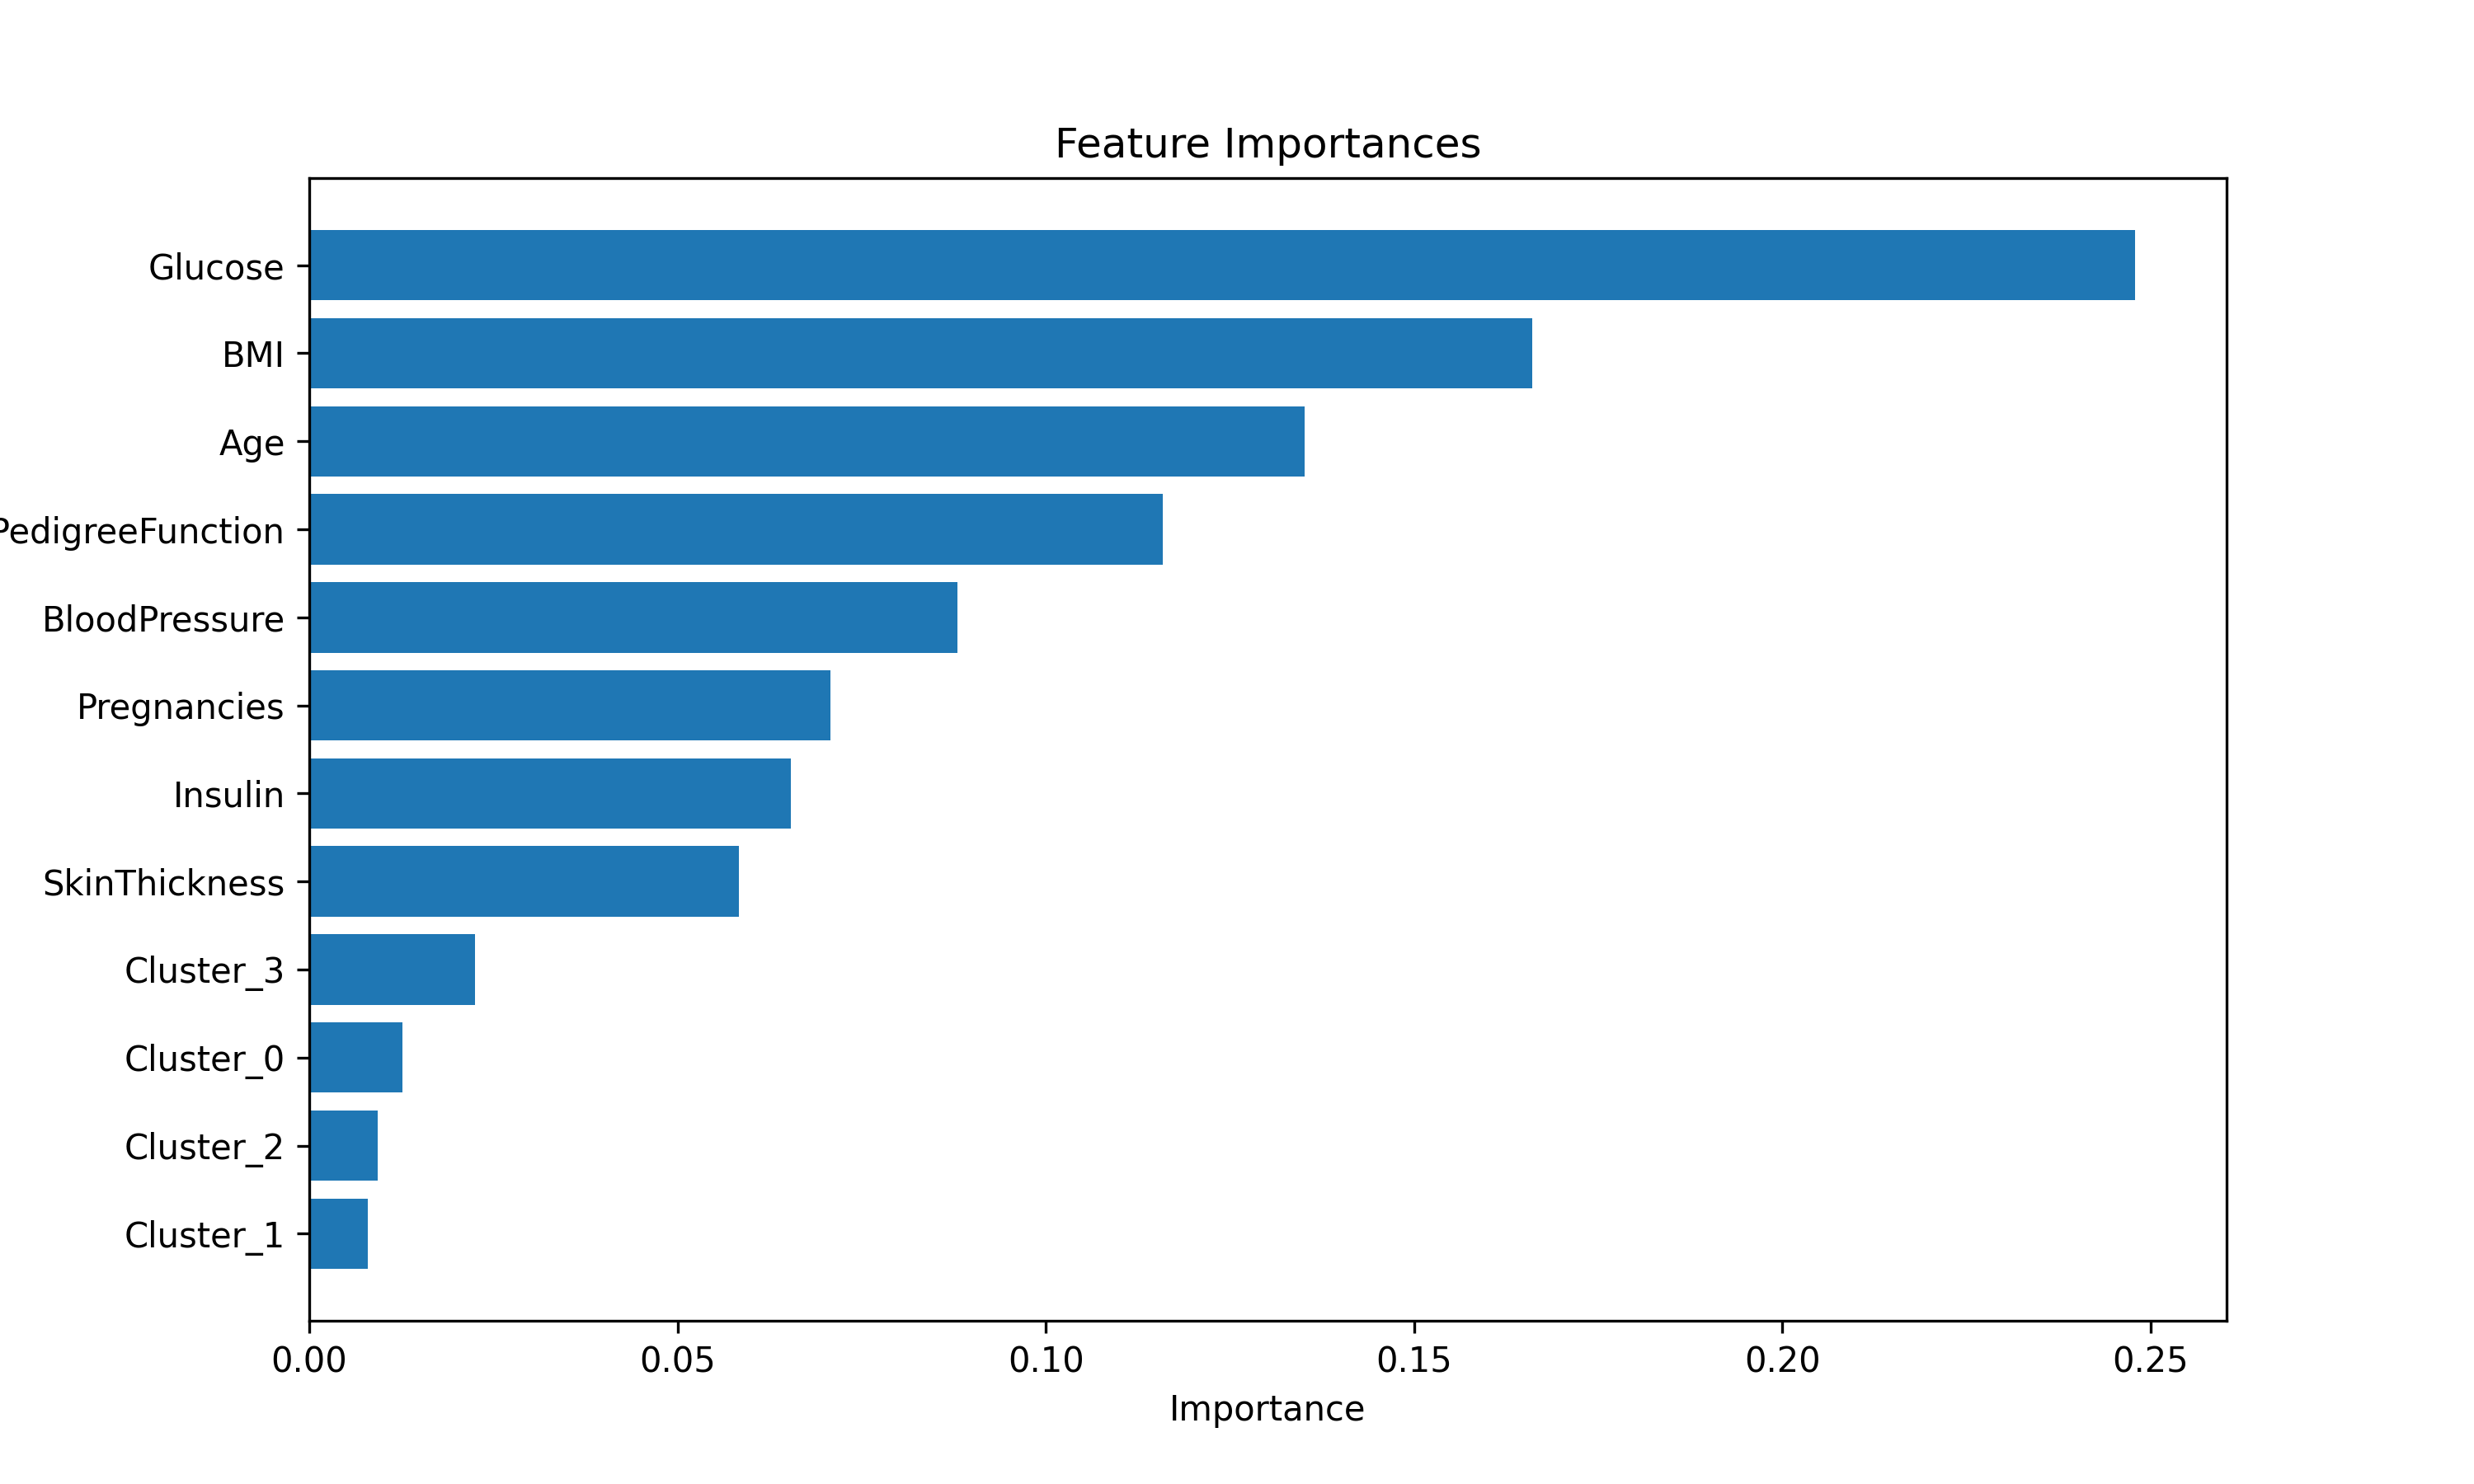 Feature Importances
Glucose
BMI
Age
PedigreeFunction
BloodPressure
Pregnancies
Insulin
SkinThickness
Cluster_3
Cluster_0
Cluster_2
Cluster_1
0.00 0.05 0.10 0.15 0.20 0.25
Importance